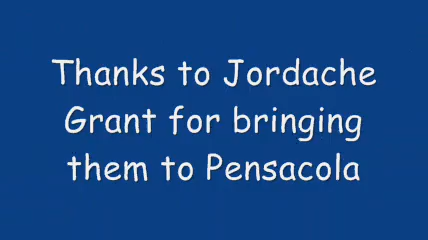 Thanks to Jordache
Grant for bringing
them to Pensacola